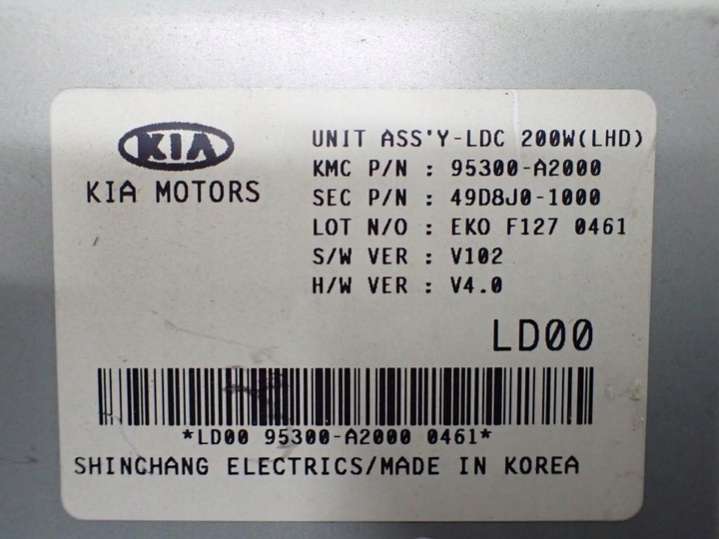 KIA
KIA MOTORS
UNIT ASS'Y-LDC 200W(LHD)
KMC P/N : 95300-A2000
SEC P/N : 49D8J0-1000
LOT N/O : EKO F127 0461
S/W VER : V102
H/W VER : V4.0
LD00
*LD00 95300-A2000 0461*
SHINCHANG ELECTRICS/MADE IN KOREA